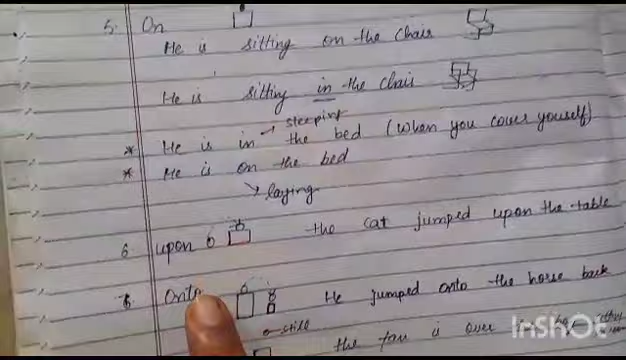 5. On
He is sitting on the chair
He is sitting in the chair
sleeping
* He is in the bed (when you cover yourself)
* He is on the bed
laying
6 upon the cat jumped upon the table
Onto He jumped onto the horse back
still
the fan is over
InShOt